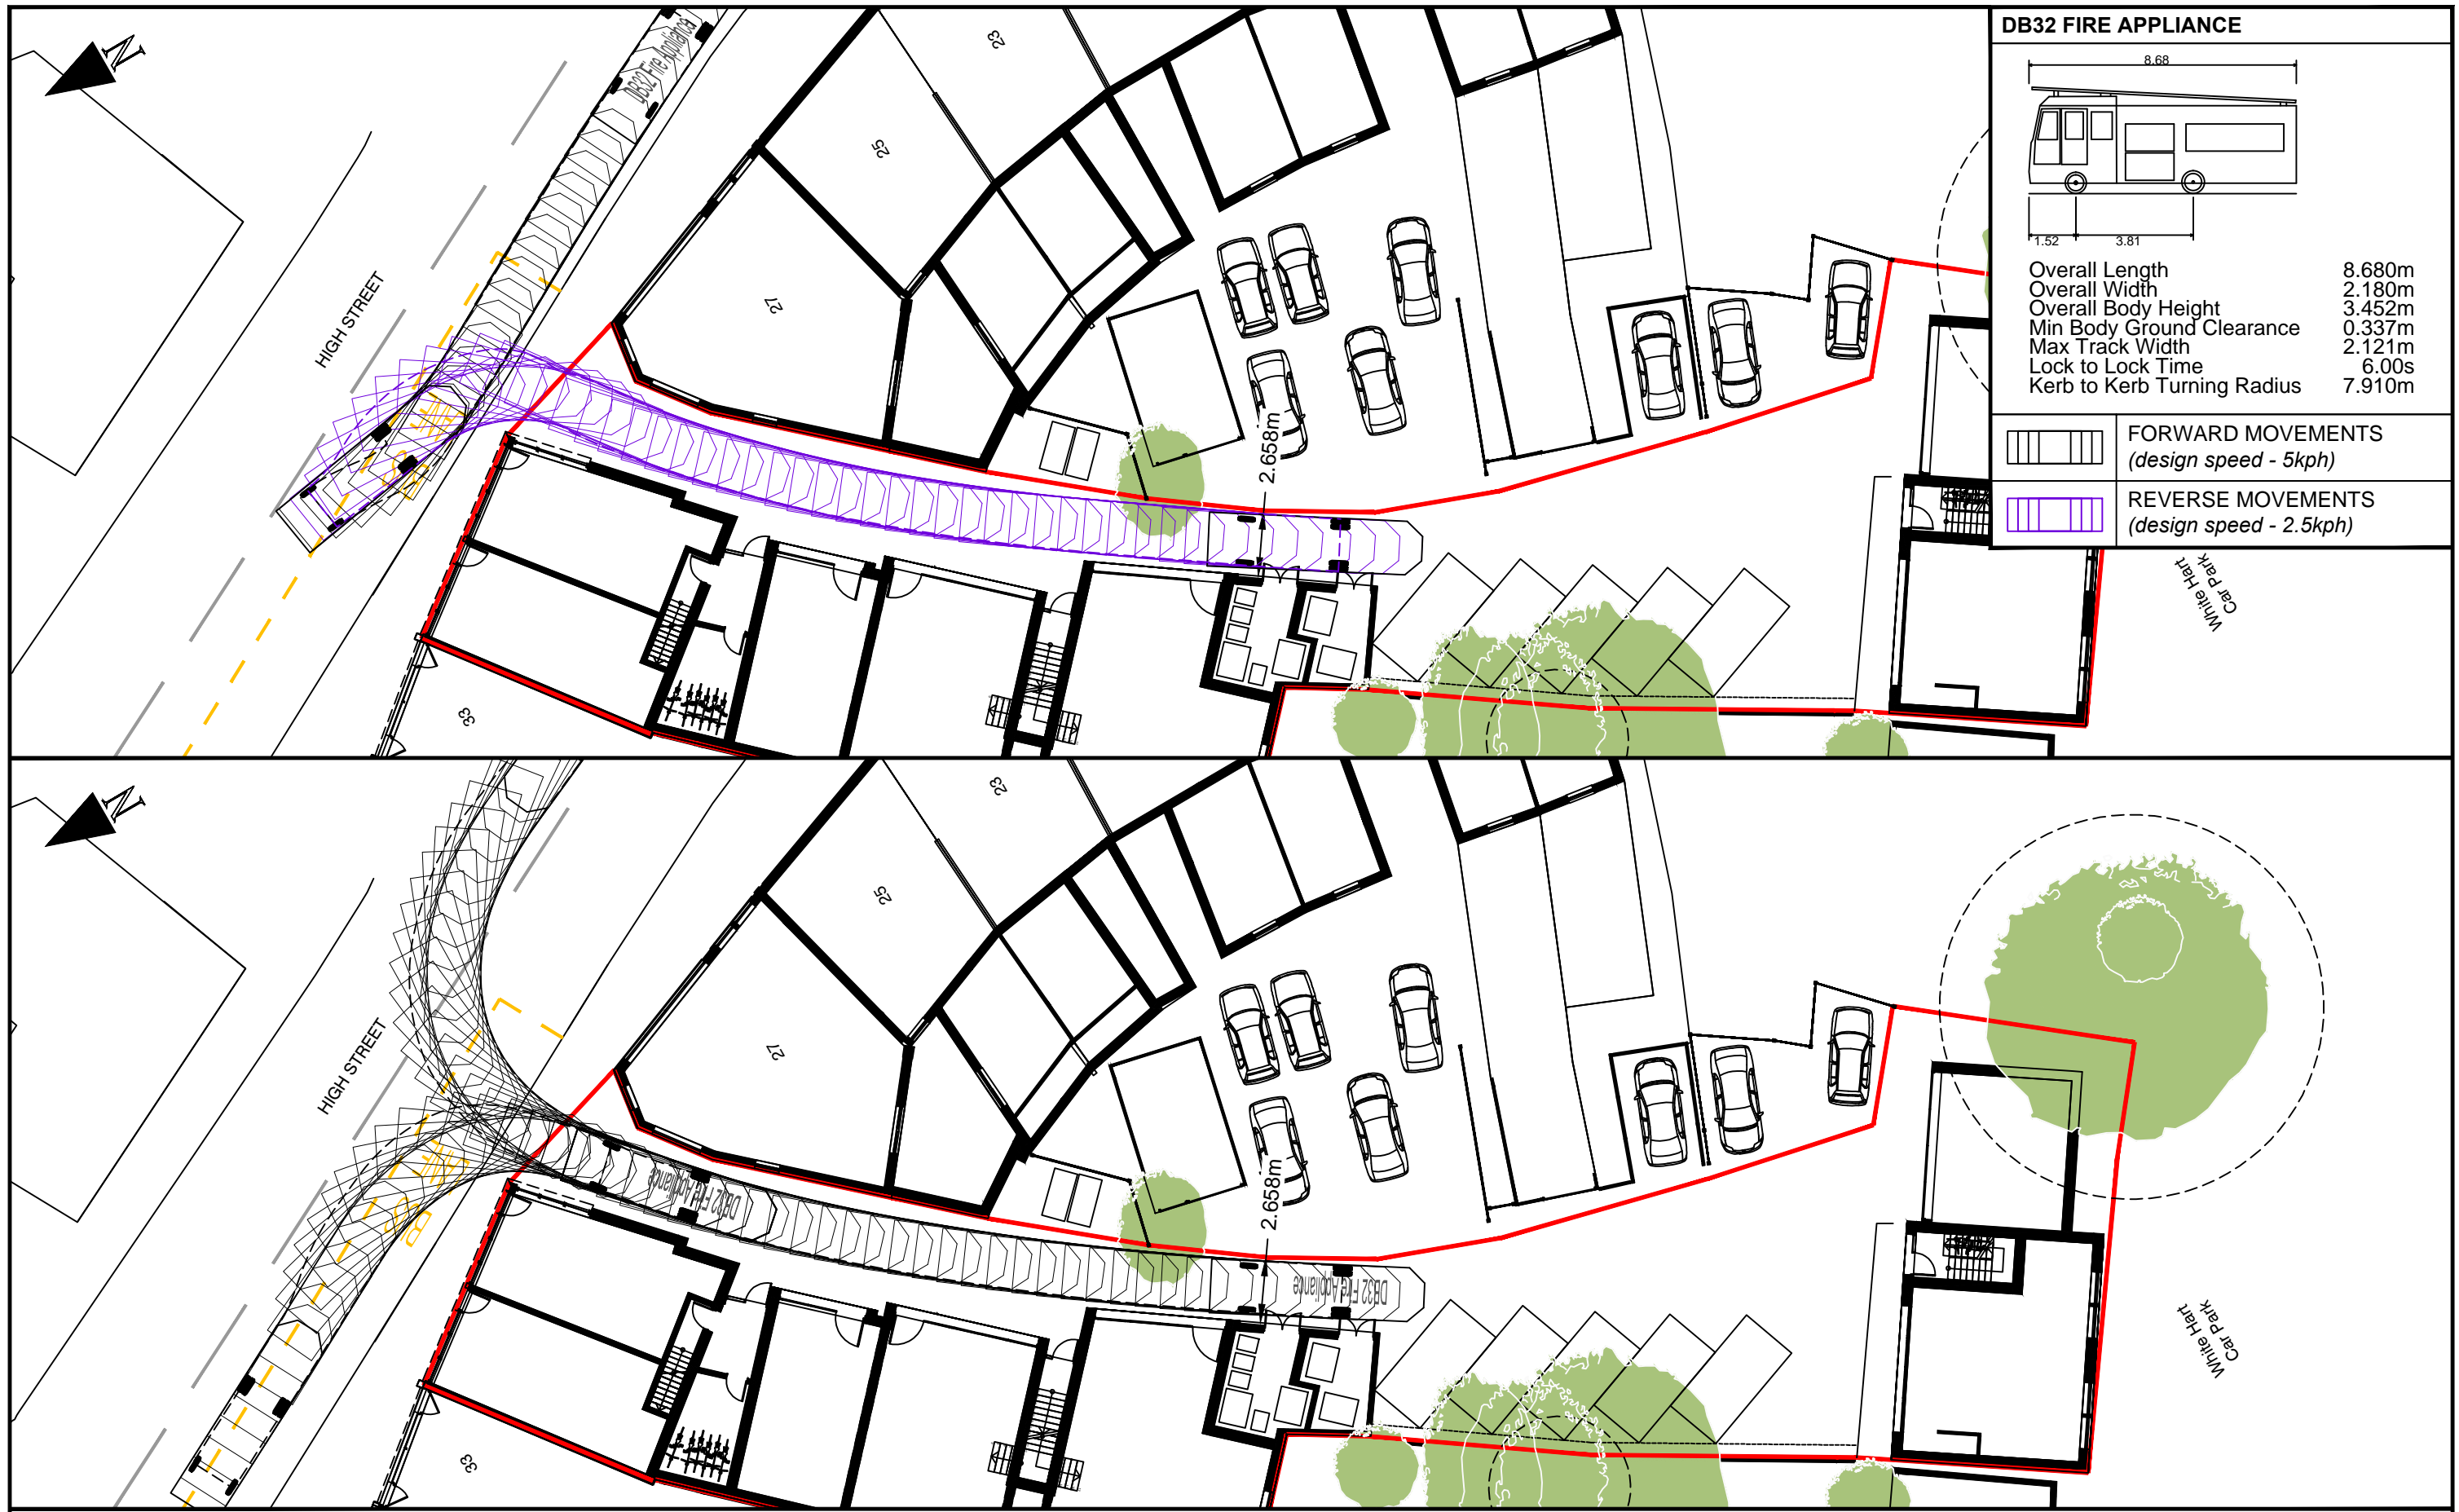 DB32 FIRE APPLIANCE
8.68
1.52
3.81
Overall Length 8.680m
Overall Width 2.180m
Overall Body Height 3.452m
Min Body Ground Clearance 0.337m
Max Track Width 2.121m
Lock to Lock Time 6.00s
Kerb to Kerb Turning Radius 7.910m
FORWARD MOVEMENTS
(design speed - 5kph)
REVERSE MOVEMENTS
(design speed - 2.5kph)
N
DB32 Fire Appliance
23
25
27
HIGH STREET
2.658m
33
White Hart
Car Park
N
23
25
27
HIGH STREET
DB32 Fire Appliance
2.658m
DB32 Fire Appliance
33
White Hart
Car Park